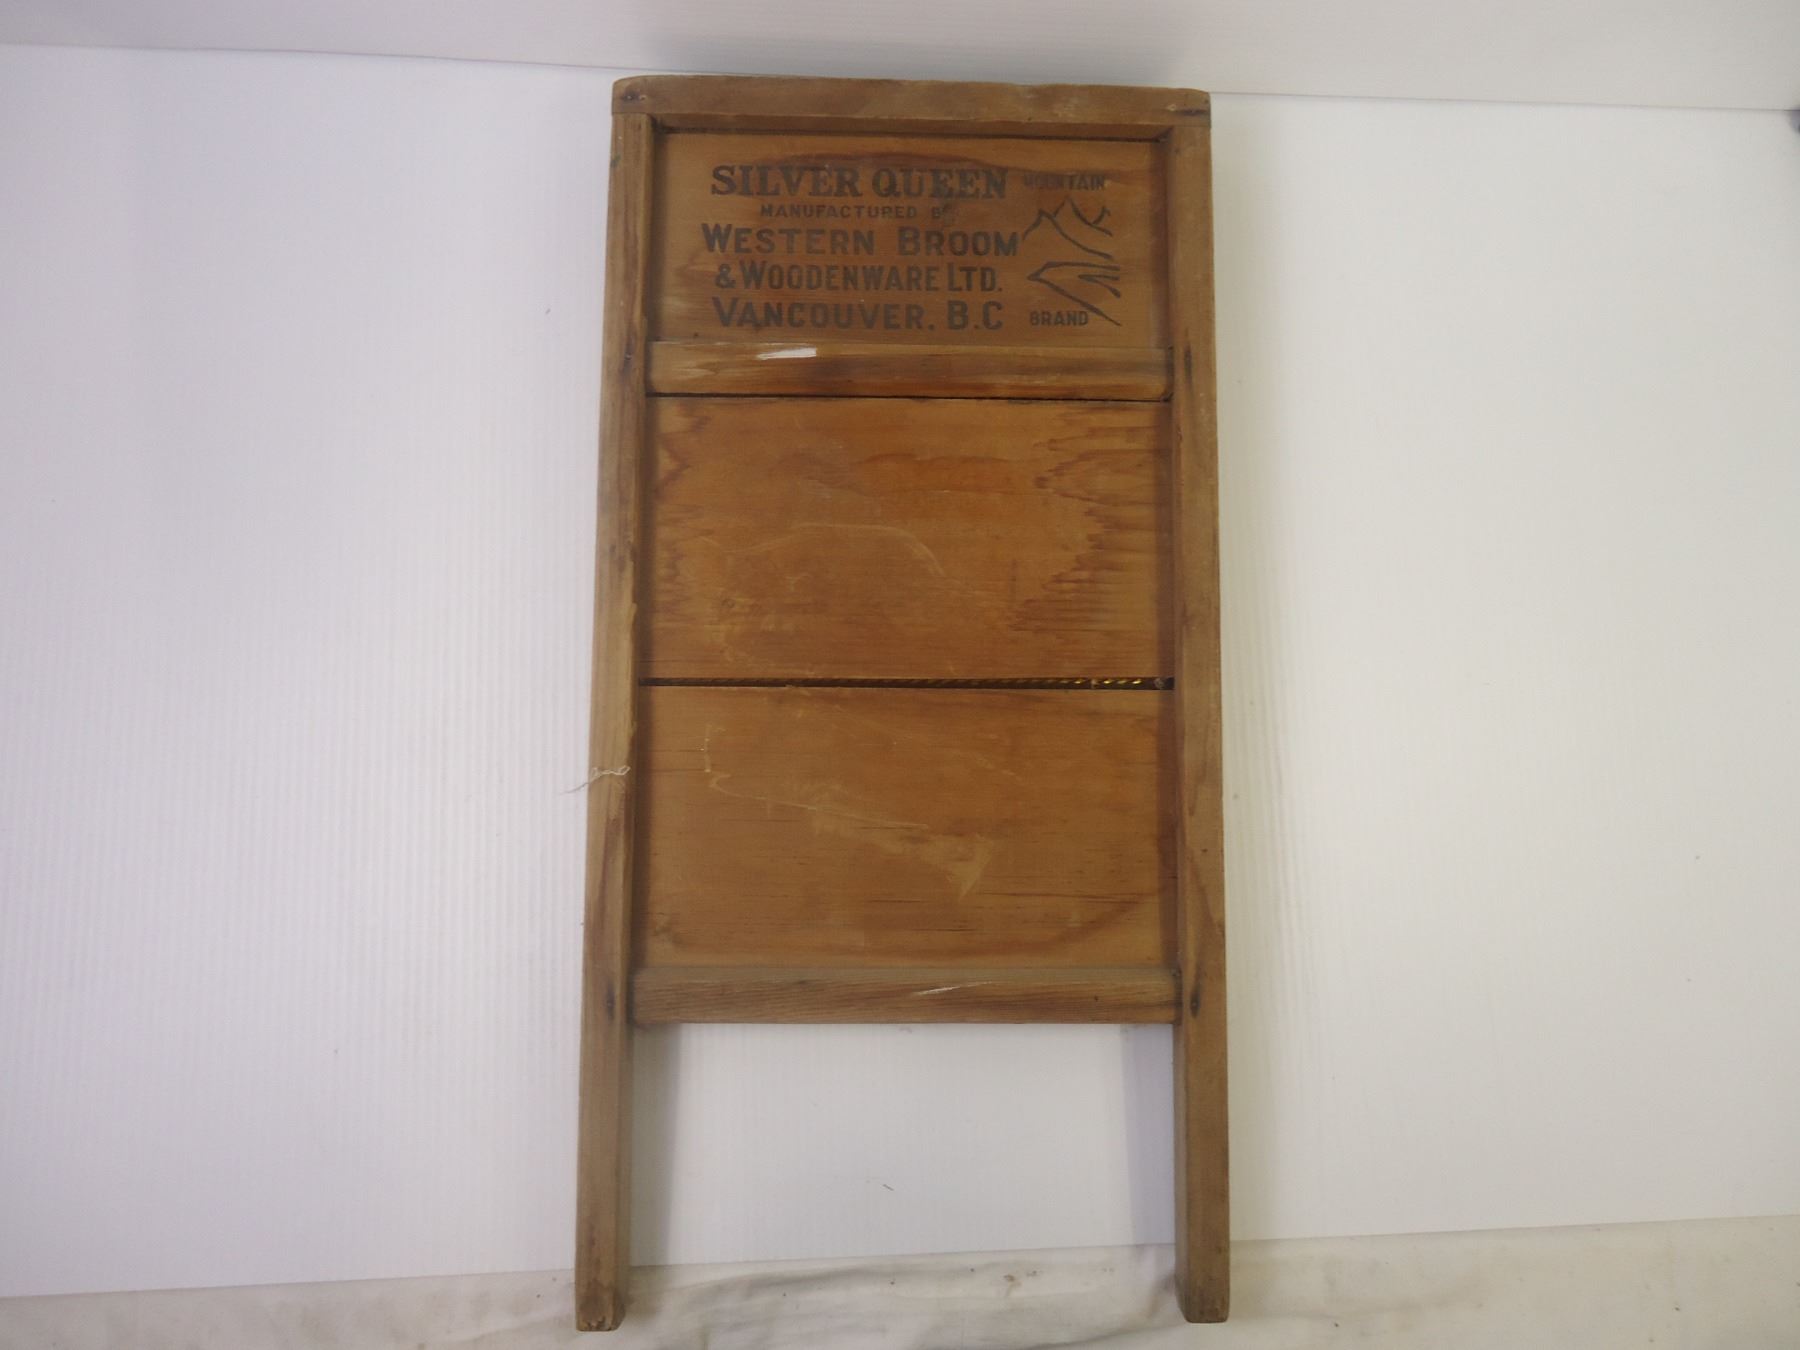 SILVER QUEEN
MANUFACTURED BY
WESTERN BROOM
& WOODENWARE LTD.
VANCOUVER. B.C
MOUNTAIN
BRAND